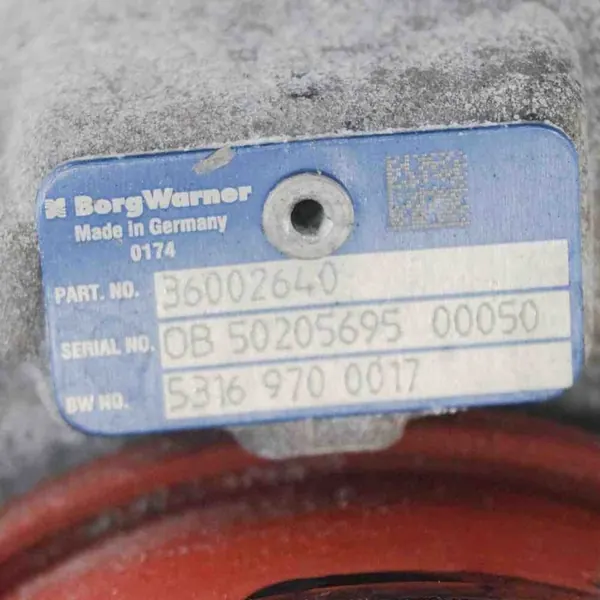 BorgWarner
Made in Germany
0174
PART. NO. 36002640
SERIAL NO. OB 50205695 00050
BW NO. 5316 970 0017